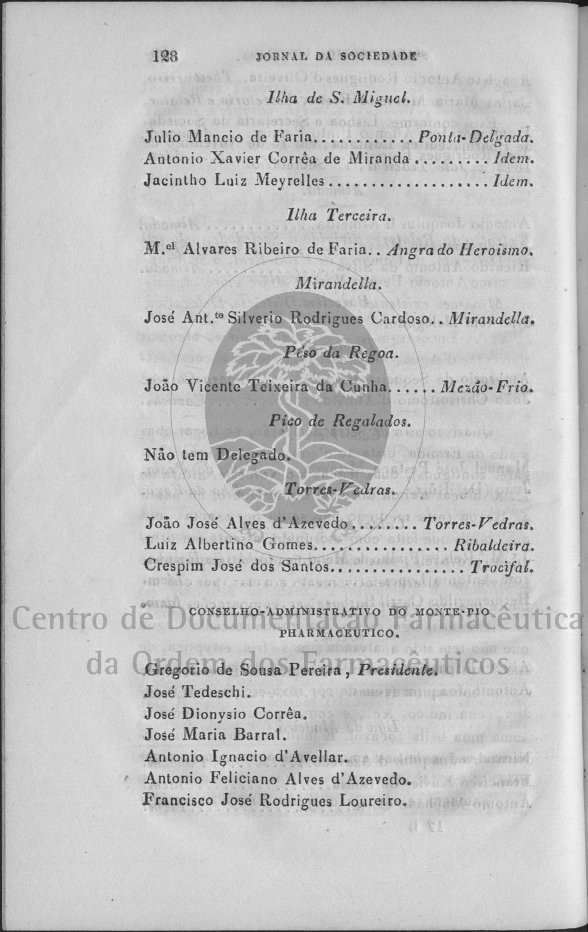 128 JORNAL DA SOCIEDADE
Ilha de S. Miguel.
Julio Mancio de Faria............ Ponta-Delgada.
Antonio Xavier Corrêa de Miranda ......... Idem.
Jacintho Luiz Meyrelles ................... Idem.
Ilha Terceira.
M.el Alvares Ribeiro de Faria.. Angra do Heroismo.
Mirandella.
José Ant.to Silverio Rodrigues Cardoso.. Mirandella.
Peso da Regoa.
João Vicente Teixeira da Cunha...... Mezão-Frio.
Pico de Regalados.
Não tem Delegado.
Torres-Vedras.
João José Alves d'Azevedo........ Torres-Vedras.
Luiz Albertino Gomes................ Ribaldeira.
Crespim José dos Santos................. Trocifal.
CONSELHO-ADMINISTRATIVO DO MONTE-PIO
PHARMACEUTICO.
Centro de Documentação Farmacêutica
da Ordem dos Farmacêuticos
Gregorio de Sousa Pereira, Presidente.
José Tedeschi.
José Dionysio Corrêa.
José Maria Barral.
Antonio Ignacio d'Avellar.
Antonio Feliciano Alves d'Azevedo.
Francisco José Rodrigues Loureiro.